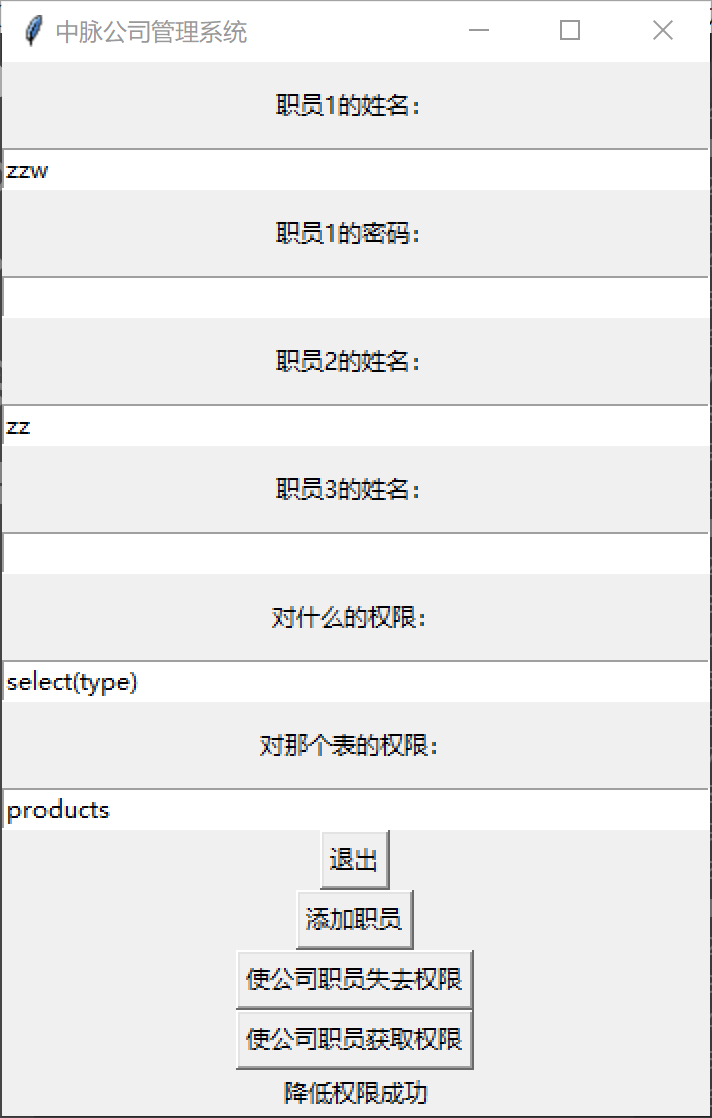 中脉公司管理系统
职员1的姓名：
zzw
职员1的密码：
职员2的姓名：
zz
职员3的姓名：
对什么的权限：
select(type)
对那个表的权限：
products
退出
添加职员
使公司职员失去权限
使公司职员获取权限
降低权限成功